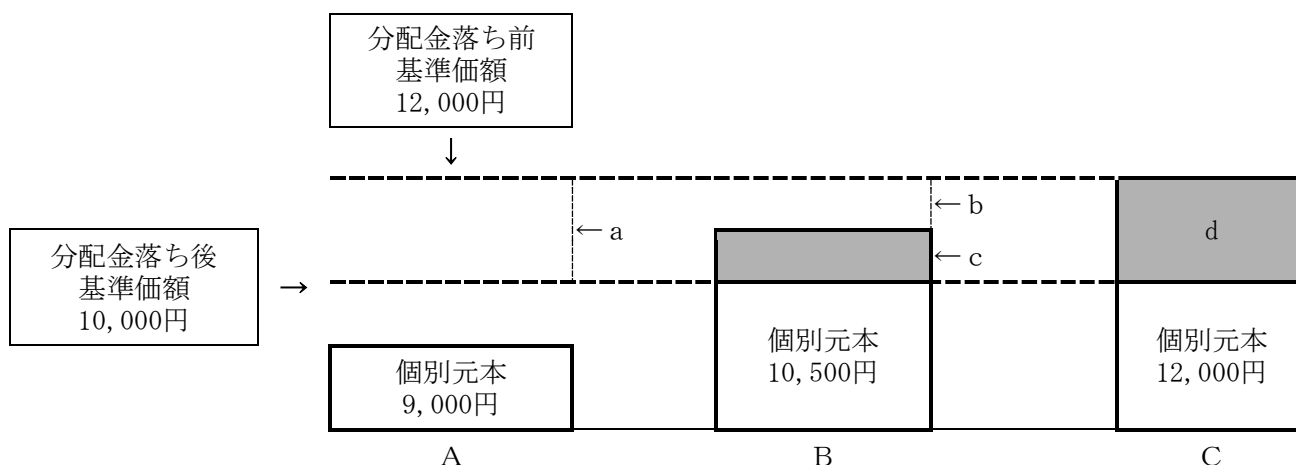 分配金落ち前
基準価額
12,000円
↓
←b
←a
d
←c
分配金落ち後
基準価額
10,000円
→
個別元本
9,000円
個別元本
10,500円
個別元本
12,000円
A
B
C